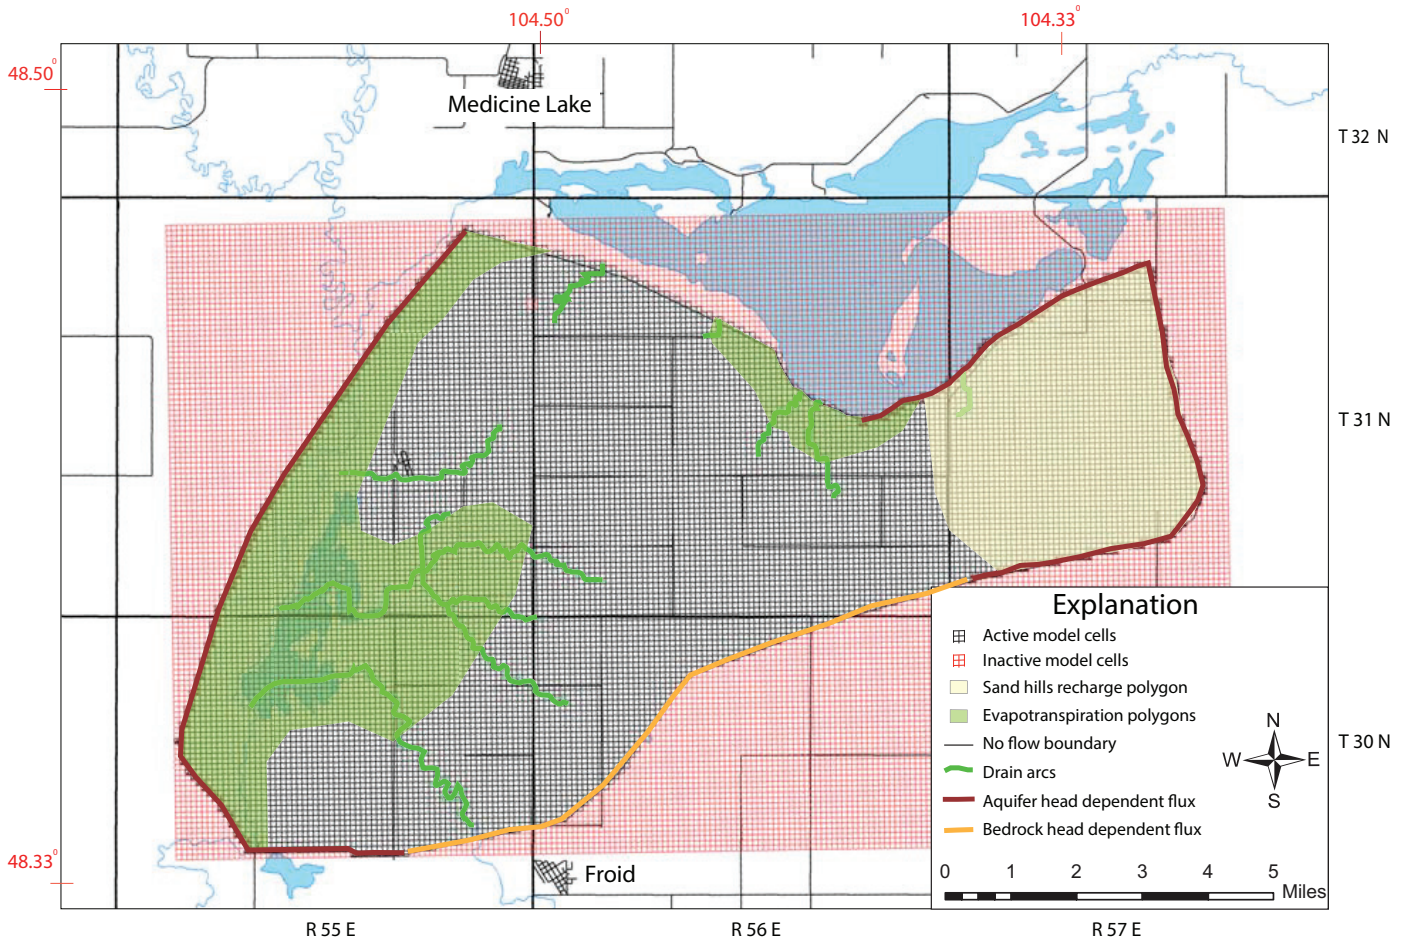 104.50°
104.33°
48.50°
Medicine Lake
T 32 N
T 31 N
Explanation
Active model cells
Inactive model cells
Sand hills recharge polygon
Evapotranspiration polygons
No flow boundary
Drain arcs
Aquifer head dependent flux
Bedrock head dependent flux
N
W E
S
T 30 N
0 1 2 3 4 5
Miles
48.33°
Froid
R 55 E
R 56 E
R 57 E